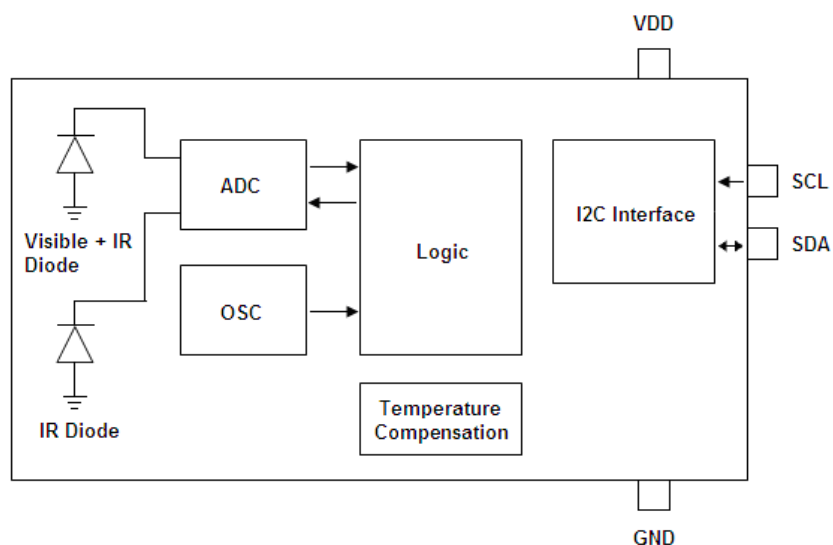 VDD
ADC
SCL
I2C Interface
SDA
Visible + IR
Diode
Logic
OSC
Temperature
Compensation
IR Diode
GND